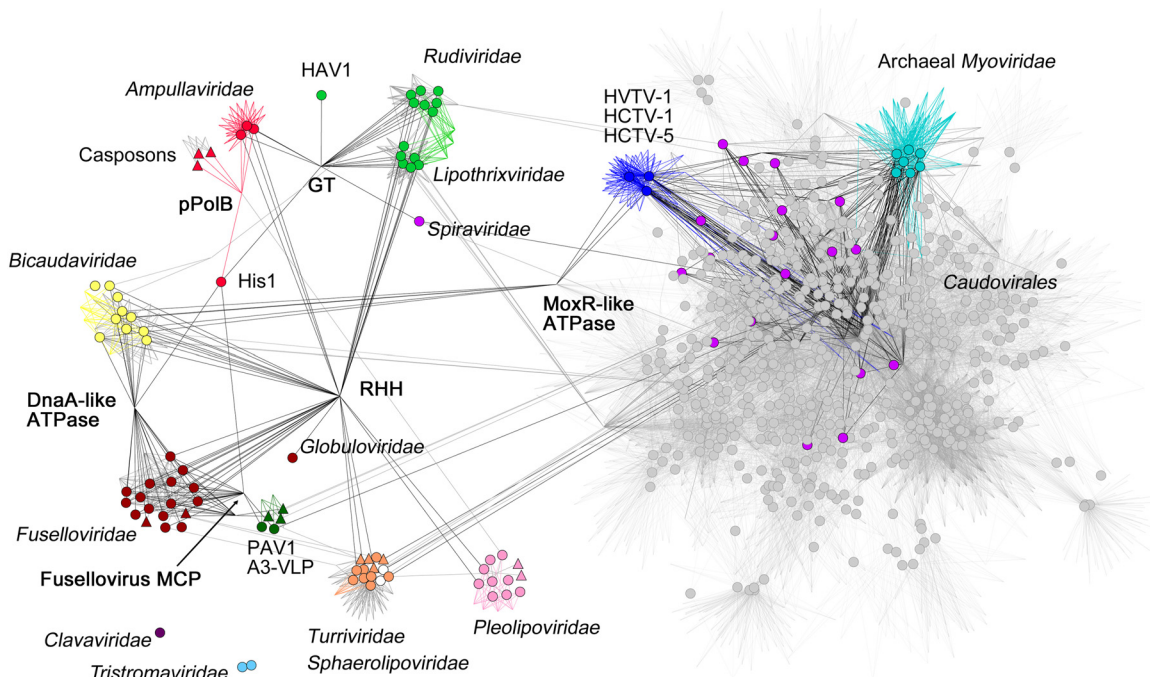 Rudiviridae
HAV1
Ampullaviridae
Archaeal Myoviridae
HVTV-1
HCTV-1
HCTV-5
Casposons
GT
Lipothrixviridae
pPolB
Spiraviridae
Bicaudaviridae
His1
Caudovirales
MoxR-like
ATPase
RHH
DnaA-like
ATPase
Globuloviridae
Fuselloviridae
PAV1
A3-VLP
Fusellovirus MCP
Clavaviridae
Turriviridae
Sphaerolipoviridae
Pleolipoviridae
Tristromaviridae